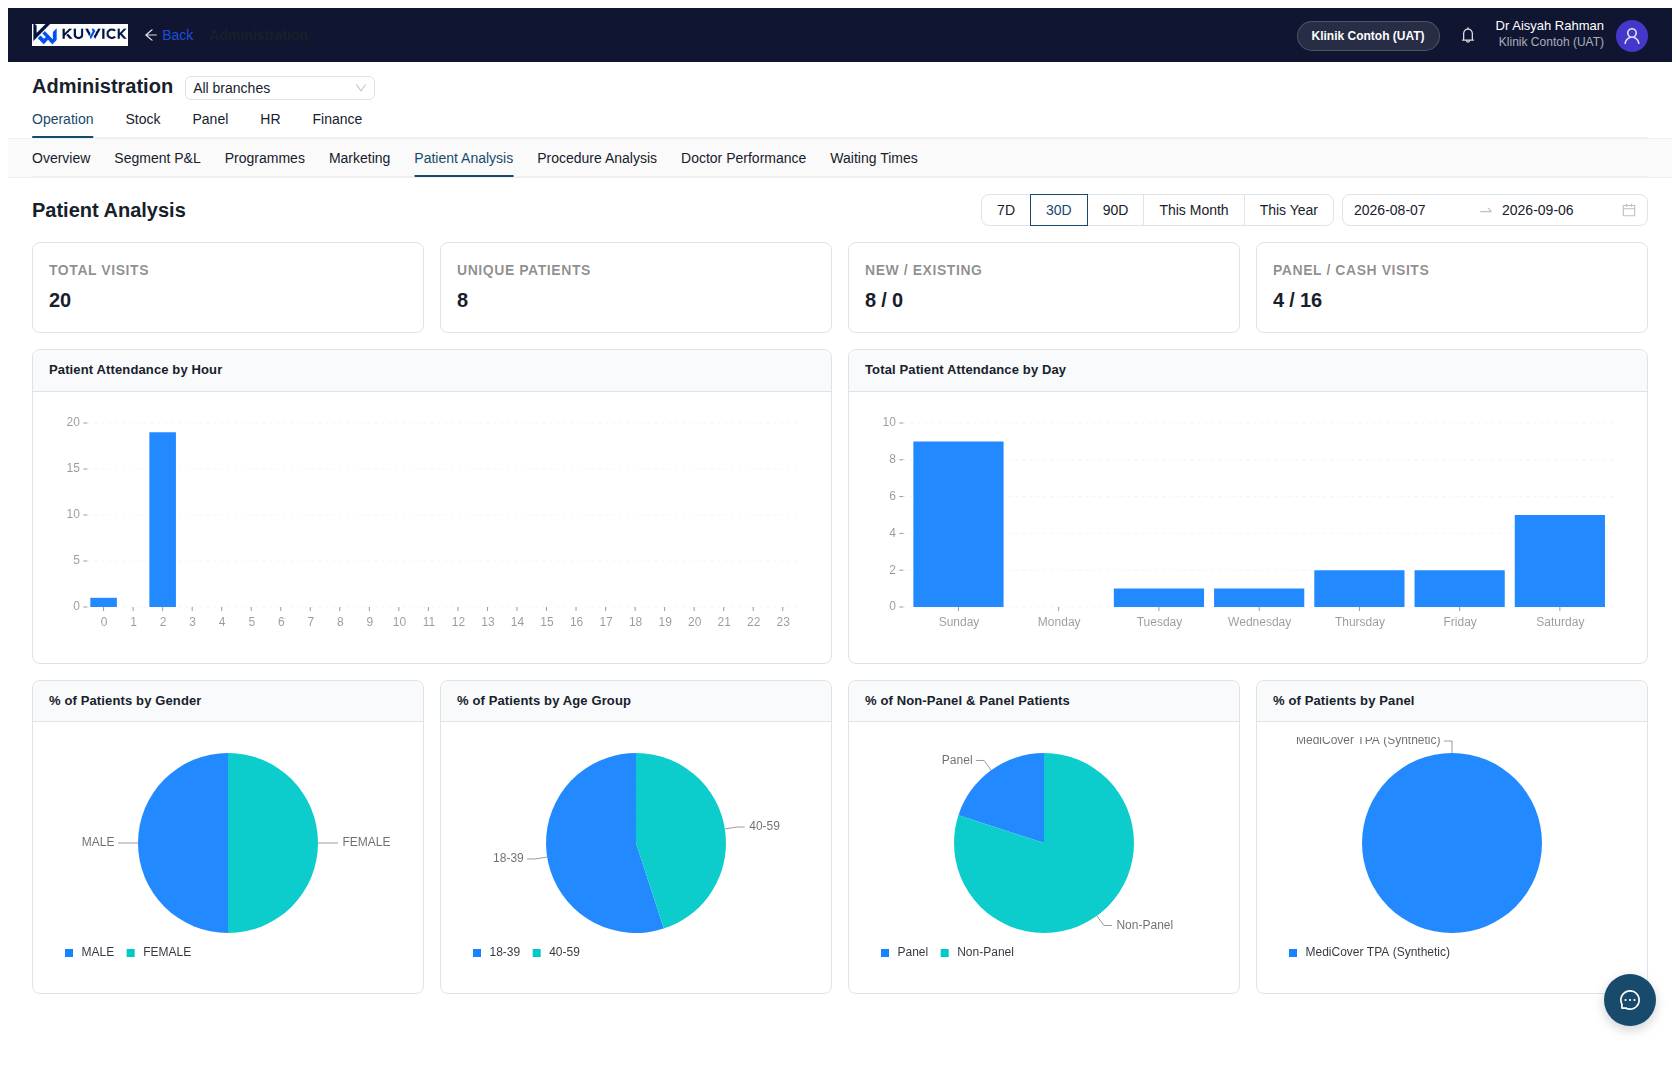 KUWICK
Back
Administration
Klinik Contoh (UAT)
Dr Aisyah Rahman
Klinik Contoh (UAT)
Administration
All branches
Operation Stock Panel HR Finance
Overview Segment P&L Programmes Marketing Patient Analysis Procedure Analysis Doctor Performance Waiting Times
Patient Analysis
7D 30D 90D This Month This Year
2026-08-07 2026-09-06
TOTAL VISITS
20
UNIQUE PATIENTS
8
NEW / EXISTING
8 / 0
PANEL / CASH VISITS
4 / 16
Patient Attendance by Hour
20
15
10
5
0
0 1 2 3 4 5 6 7 8 9 10 11 12 13 14 15 16 17 18 19 20 21 22 23
Total Patient Attendance by Day
10
8
6
4
2
0
Sunday Monday Tuesday Wednesday Thursday Friday Saturday
% of Patients by Gender
MALE
FEMALE
MALE FEMALE
% of Patients by Age Group
40-59
18-39
18-39 40-59
% of Non-Panel & Panel Patients
Panel
Non-Panel
Panel Non-Panel
% of Patients by Panel
MediCover TPA (Synthetic)
MediCover TPA (Synthetic)